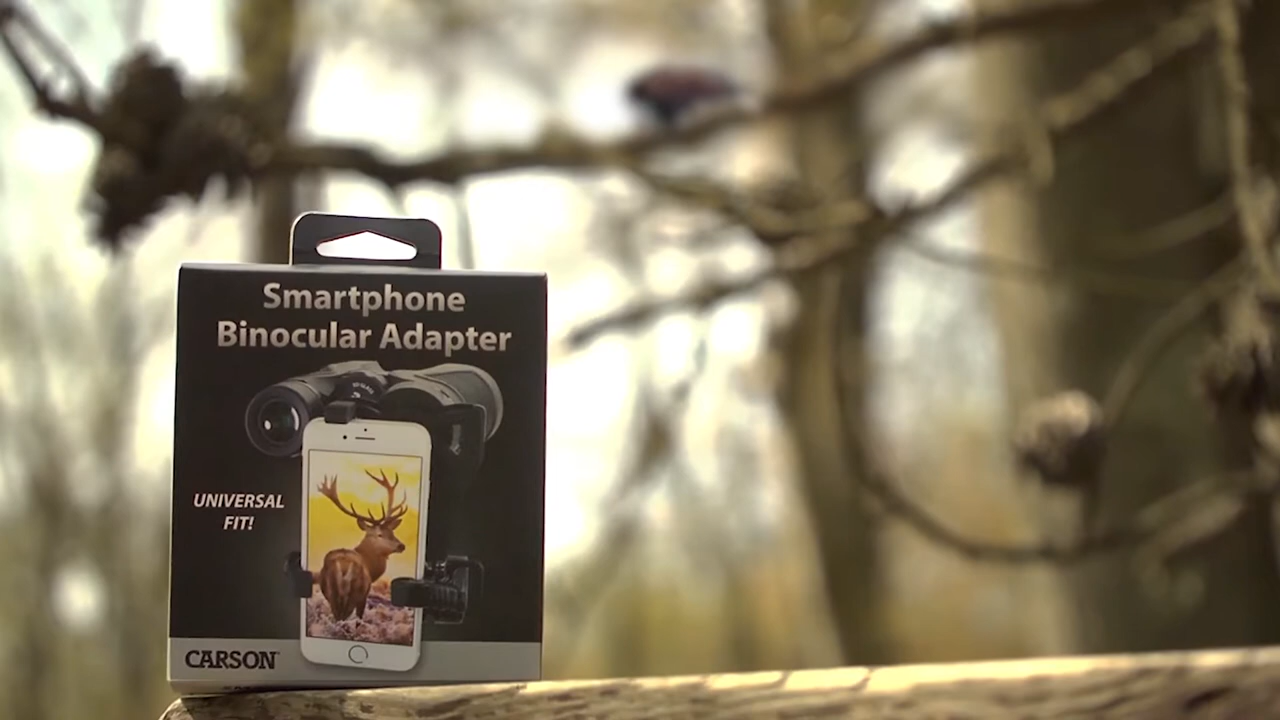 Smartphone
Binocular Adapter
UNIVERSAL
FIT!
CARSON